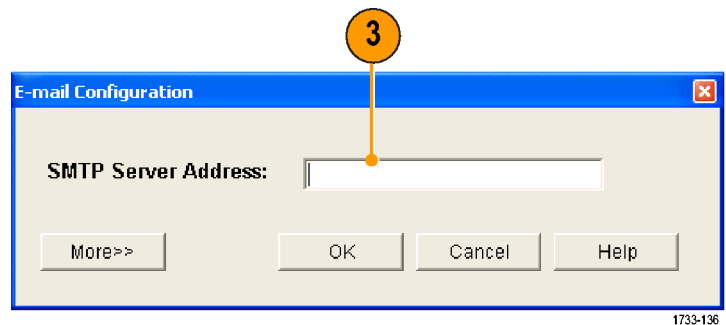 3
E-mail Configuration
SMTP Server Address:
More>> OK Cancel Help
1733-136